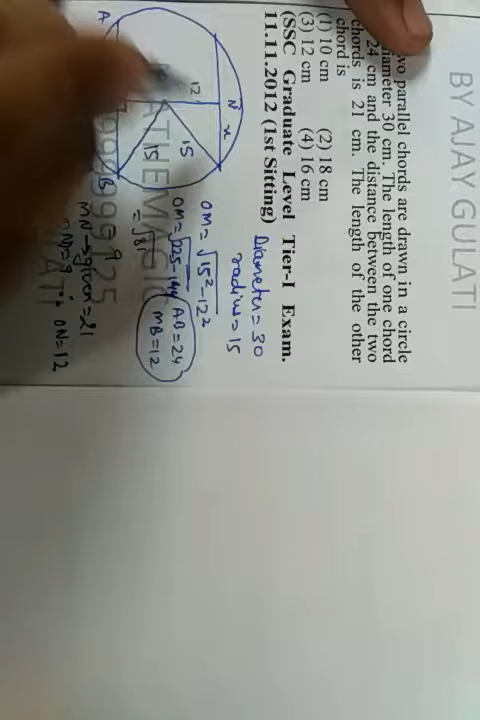 BY AJAY GULATI
wo parallel chords are drawn in a circle
iameter 30 cm. The length of one chord
24 cm and the distance between the two
chords is 21 cm. The length of the other
chord is
(1) 10 cm (2) 18 cm
(3) 12 cm (4) 16 cm
(SSC Graduate Level Tier-I Exam.
11.11.2012 (1st Sitting)
Diameter = 30
radius = 15
OM = √15²-12²
OM = √225-144
= √81
AB = 24
MB = 12
MN → given = 21
ON = 12
N
x
12
15
15
A
B